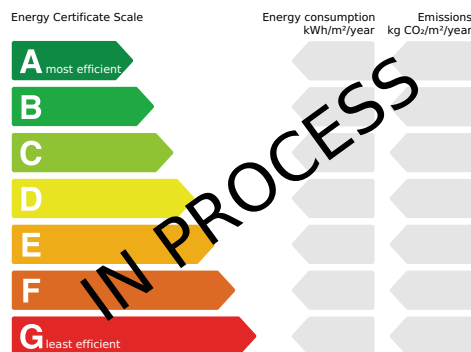 Energy Certificate Scale
Energy consumption
kWh/m²/year
Emissions
kg CO₂/m²/year
A most efficient
B
C
D
E
F
G least efficient
IN PROCESS